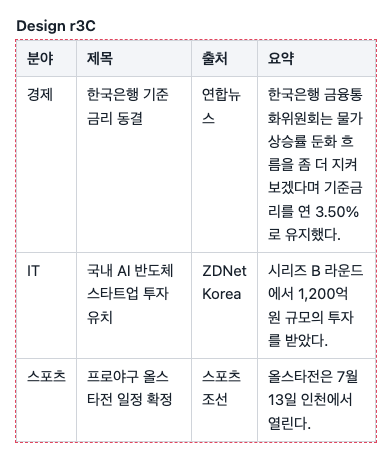 Design r3C
분야 제목 출처 요약
경제
한국은행 기준
금리 동결
연합뉴
스
한국은행 금융통
화위원회는 물가
상승률 둔화 흐
름을 좀 더 지켜
보겠다며 기준금
리를 연 3.50%
로 유지했다.
IT
국내 AI 반도체
스타트업 투자
유치
ZDNet
Korea
시리즈 B 라운드
에서 1,200억
원 규모의 투자
를 받았다.
스포츠
프로야구 올스
타전 일정 확정
스포츠
조선
올스타전은 7월
13일 인천에서
열린다.